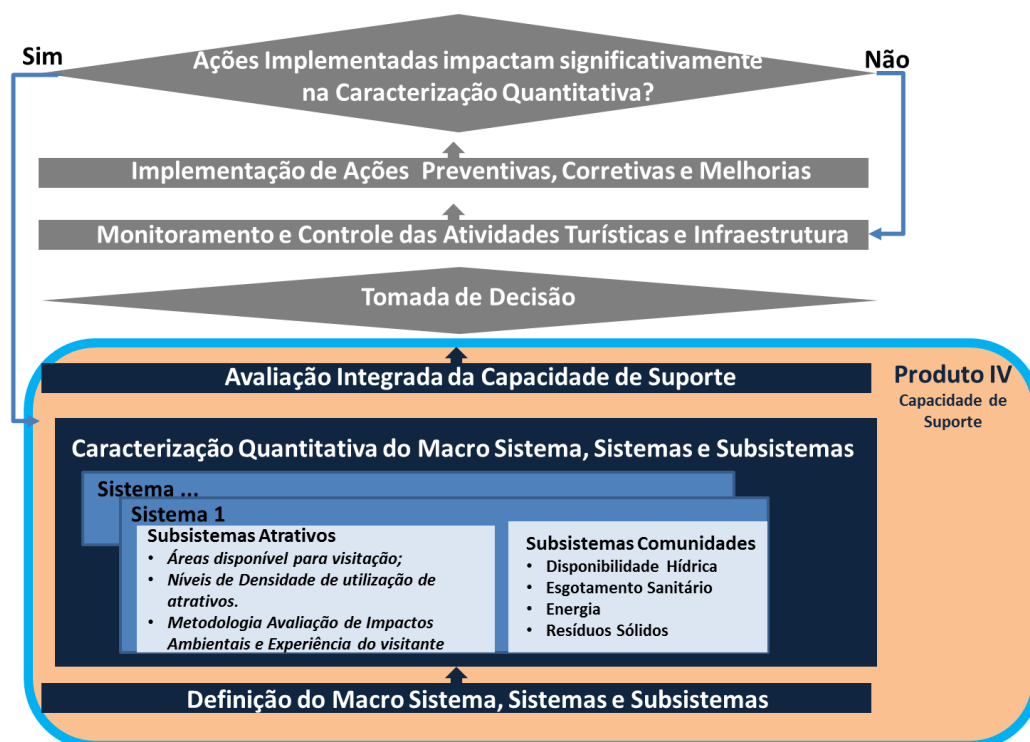 Sim
Ações Implementadas impactam significativamente
na Caracterização Quantitativa?
Não
Implementação de Ações Preventivas, Corretivas e Melhorias
Monitoramento e Controle das Atividades Turísticas e Infraestrutura
Tomada de Decisão
Avaliação Integrada da Capacidade de Suporte
Produto IV
Capacidade de
Suporte
Caracterização Quantitativa do Macro Sistema, Sistemas e Subsistemas
Sistema ...
Sistema 1
Subsistemas Atrativos
• Áreas disponível para visitação;
• Níveis de Densidade de utilização de
atrativos.
• Metodologia Avaliação de Impactos
Ambientais e Experiência do visitante
Subsistemas Comunidades
• Disponibilidade Hídrica
• Esgotamento Sanitário
• Energia
• Resíduos Sólidos
Definição do Macro Sistema, Sistemas e Subsistemas